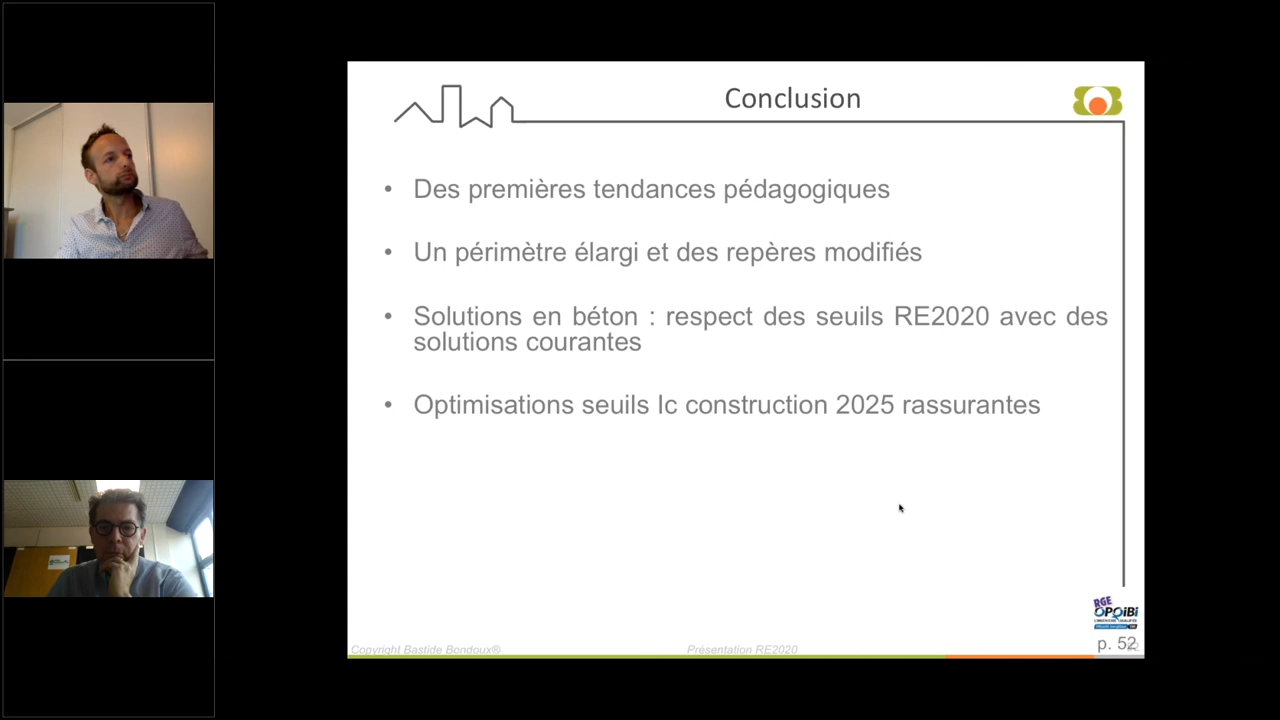 Conclusion
• Des premières tendances pédagogiques
• Un périmètre élargi et des repères modifiés
• Solutions en béton : respect des seuils RE2020 avec des
solutions courantes
• Optimisations seuils Ic construction 2025 rassurantes
RGE
OPQiBi
Copyright Bastide Bondoux®
Présentation RE2020
p. 52